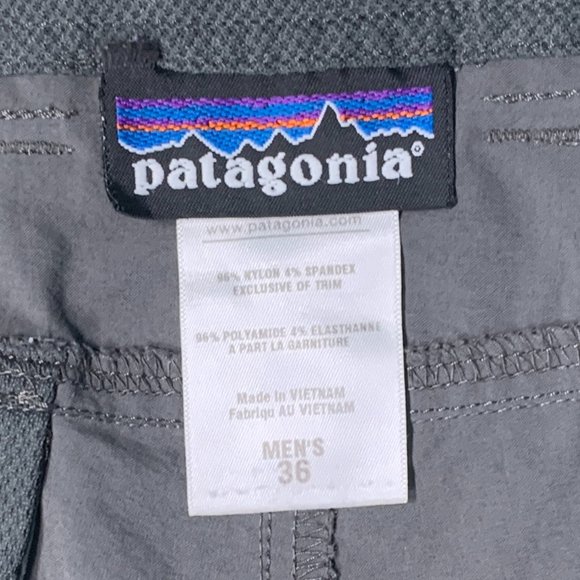 patagonia®
www.patagonia.com
96% NYLON 4% SPANDEX
EXCLUSIVE OF TRIM
96% POLYAMIDE 4% ELASTHANNE
A PART LA GARNITURE
Made in VIETNAM
Fabriqu AU VIETNAM
MEN'S
36